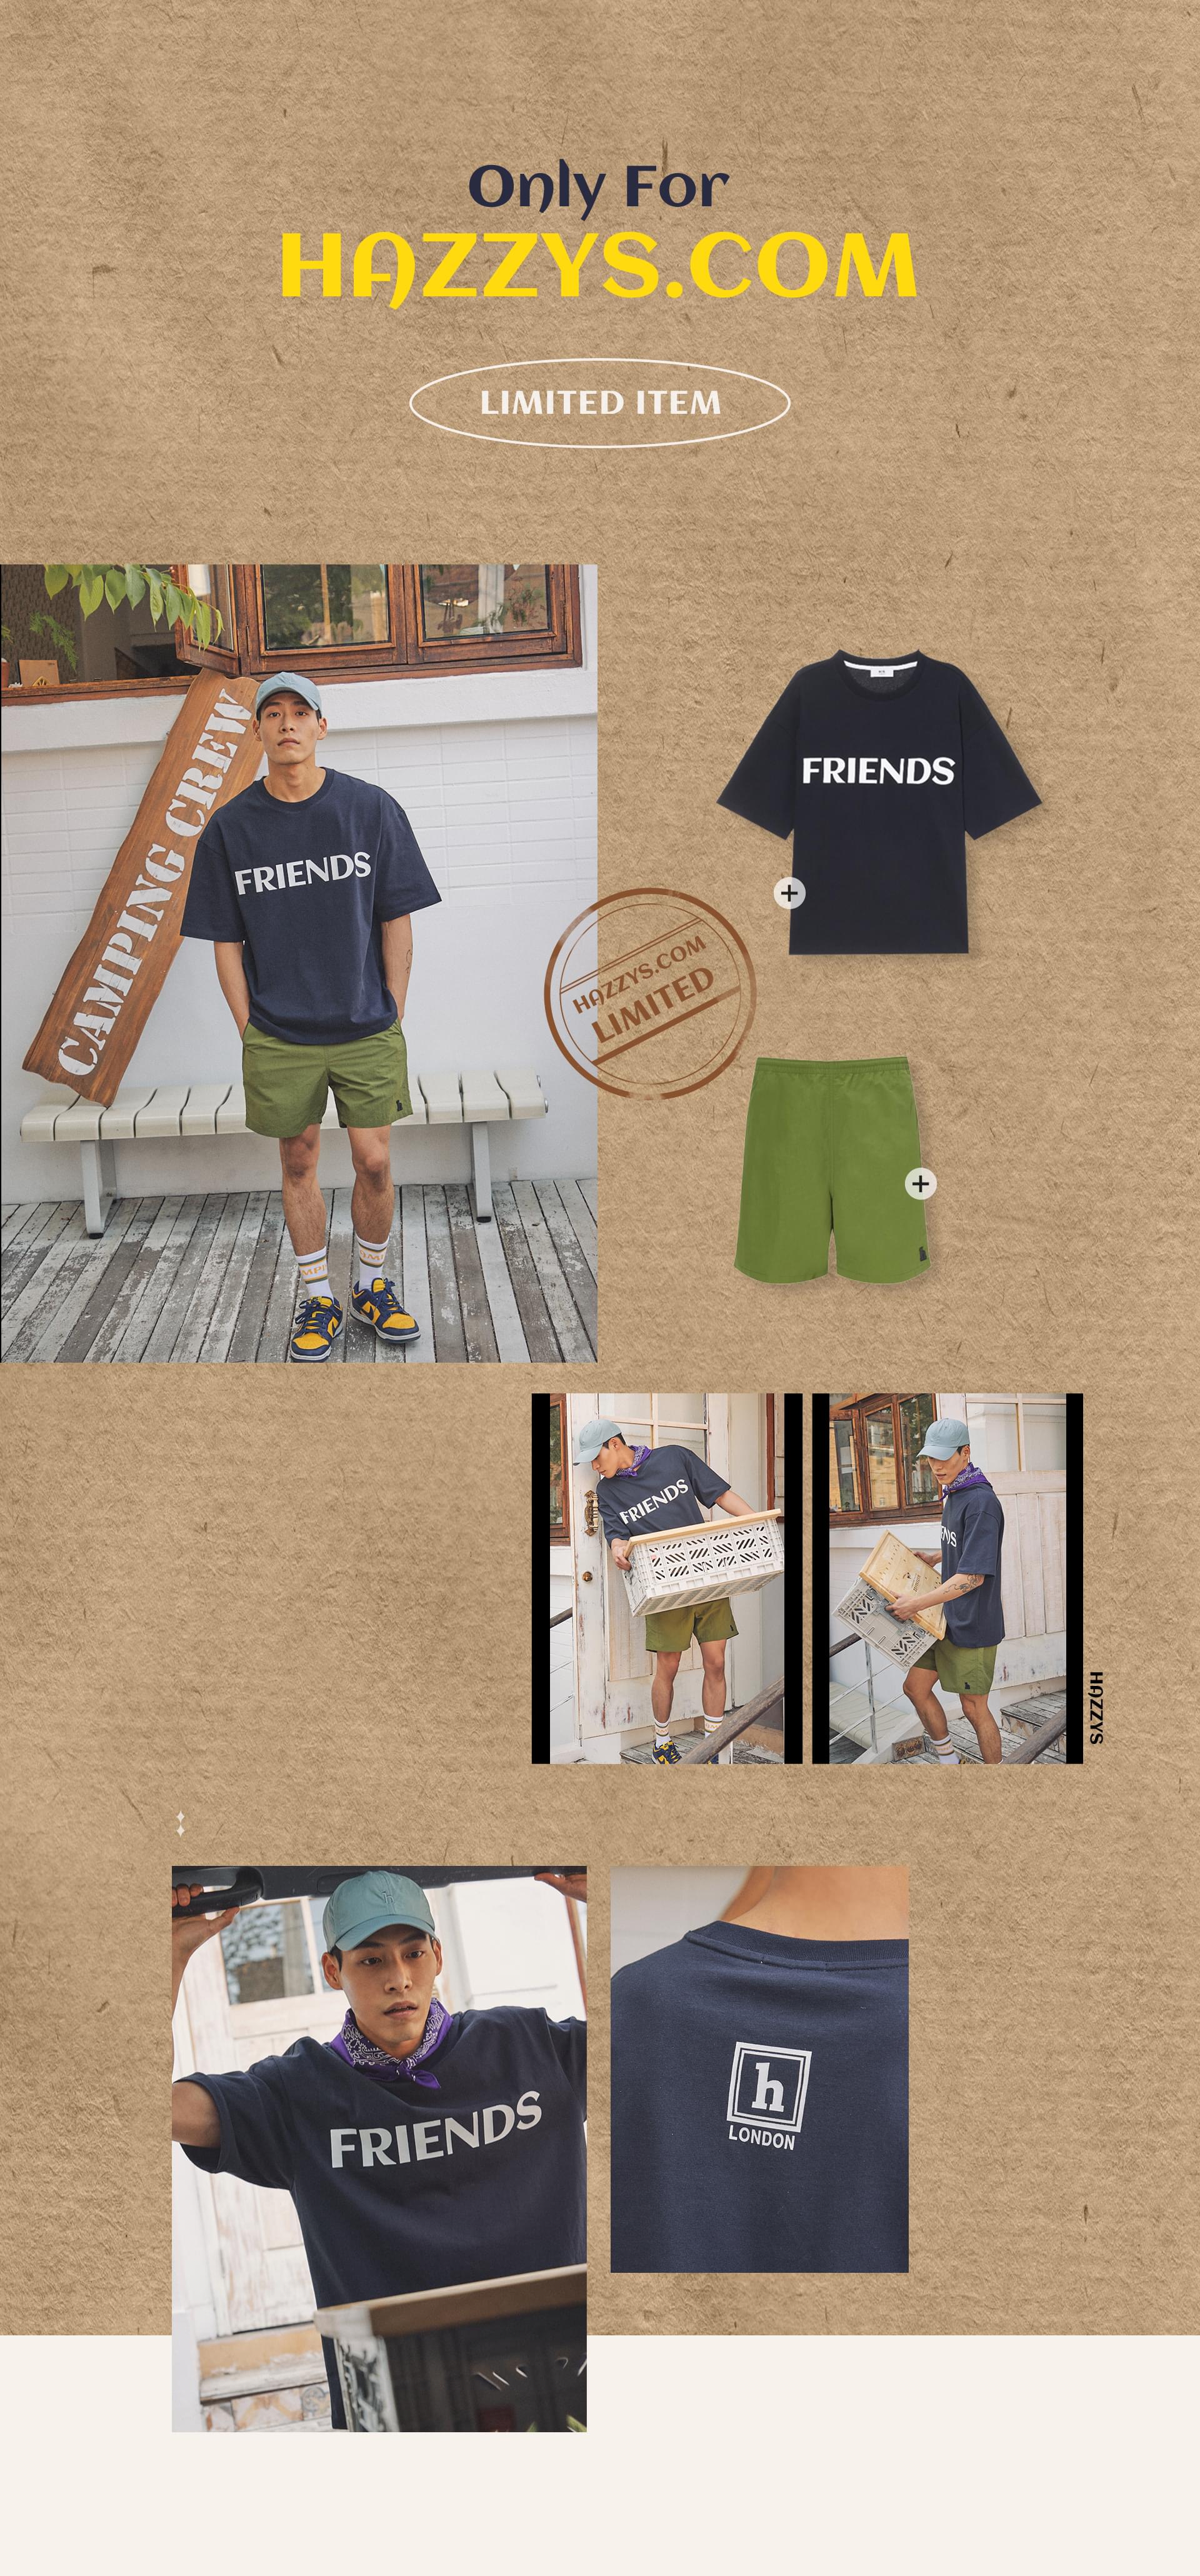 Only For
HAZZYS.COM
LIMITED ITEM
CAMPING CREW
FRIENDS
FRIENDS
HAZZYS.COM
LIMITED
FRIENDS
HAZZYS
FRIENDS
h
LONDON